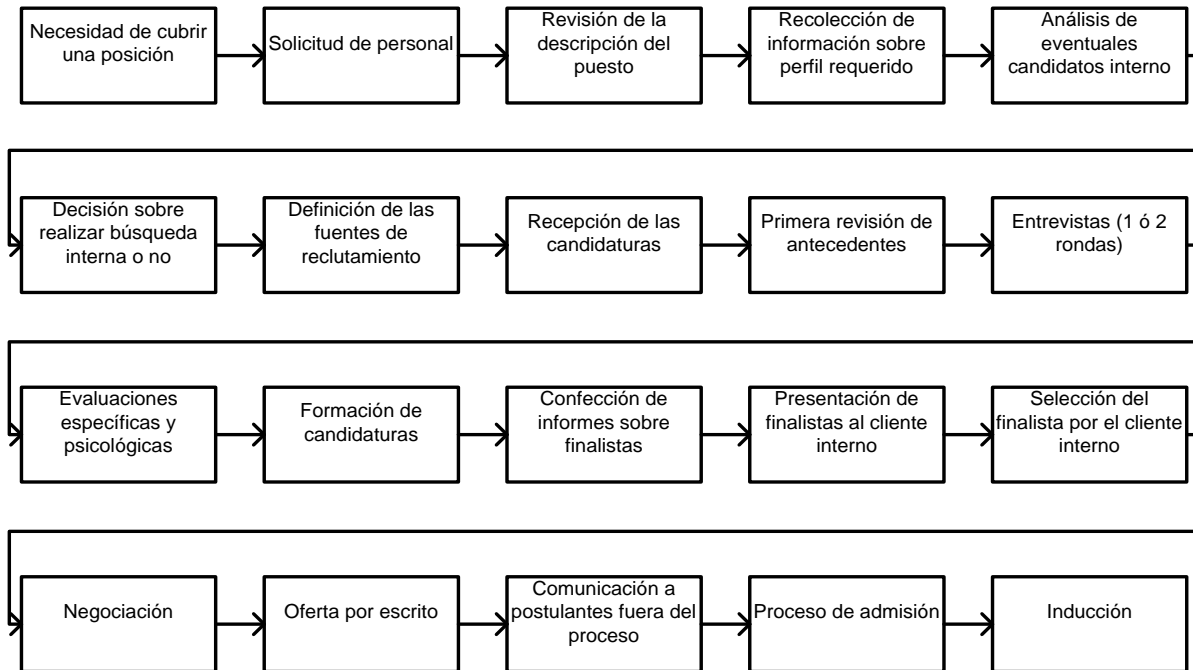 Necesidad de cubrir
una posición
Solicitud de personal
Revisión de la
descripción del
puesto
Recolección de
información sobre
perfil requerido
Análisis de
eventuales
candidatos interno
Decisión sobre
realizar búsqueda
interna o no
Definición de las
fuentes de
reclutamiento
Recepción de las
candidaturas
Primera revisión de
antecedentes
Entrevistas (1 ó 2
rondas)
Evaluaciones
específicas y
psicológicas
Formación de
candidaturas
Confección de
informes sobre
finalistas
Presentación de
finalistas al cliente
interno
Selección del
finalista por el cliente
interno
Negociación
Oferta por escrito
Comunicación a
postulantes fuera del
proceso
Proceso de admisión
Inducción